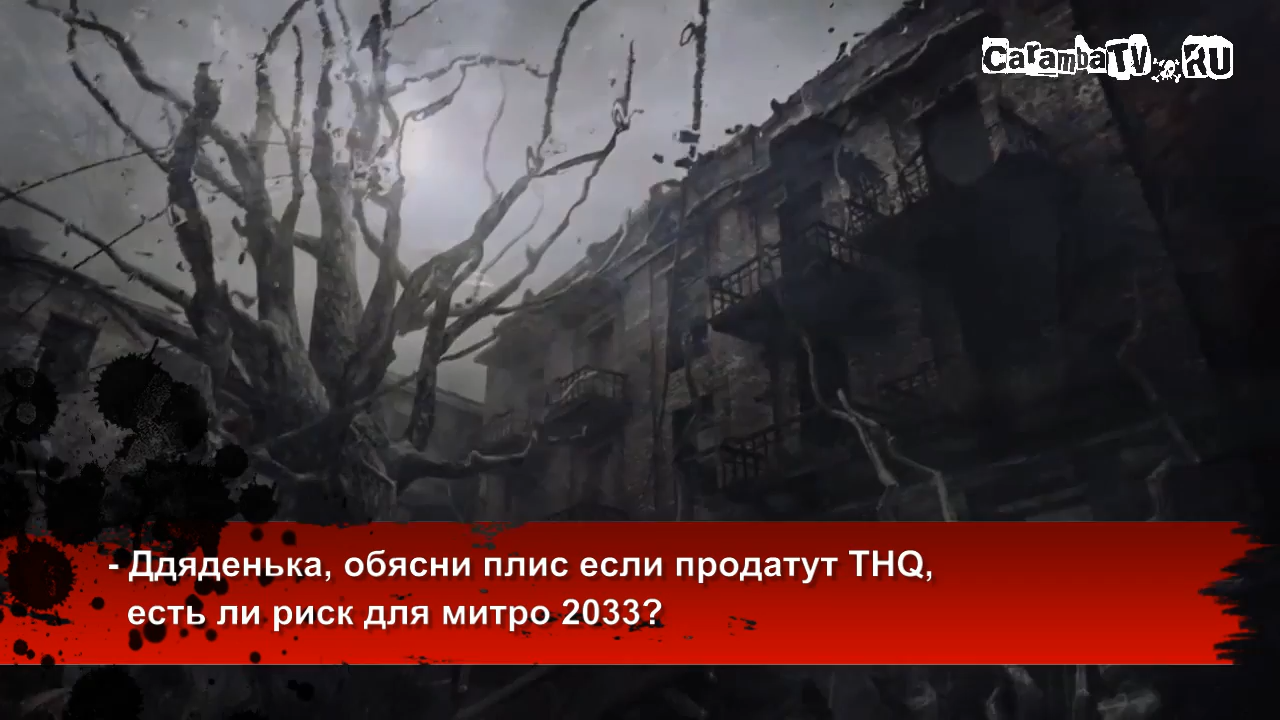 CarambaTV.RU
- Ддяденька, обясни плис если продатут THQ,
есть ли риск для митро 2033?